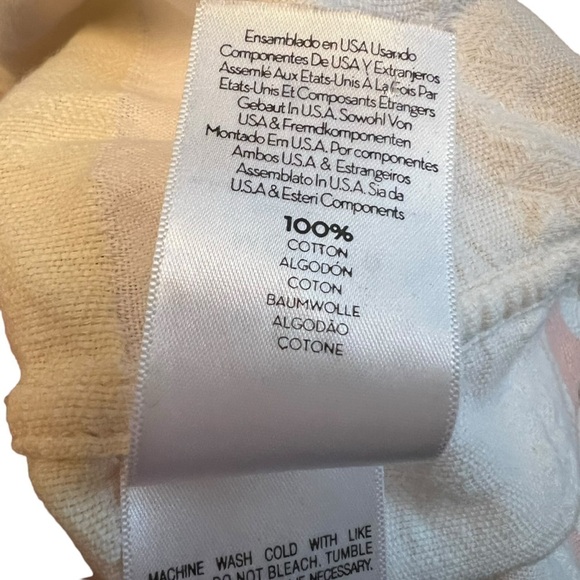 Ensamblado en USA Usando
Componentes De USA Y Extranjeros
Assemlé Aux Etats-Unis A La Fois Par
Etats-Unis Et Composants Etrangers
Gebaut In U.S.A. Sowohl Von
USA & Fremdkomponenten
Montado Em U.S.A. Por componentes
Ambos U.S.A & Estrangeiros
Assemblato In U.S.A. Sia da
U.S.A & Esteri Components
100%
COTTON
ALGODÓN
COTON
BAUMWOLLE
ALGODÃO
COTONE
MACHINE WASH COLD WITH LIKE
DO NOT BLEACH. TUMBLE
NECESSARY.